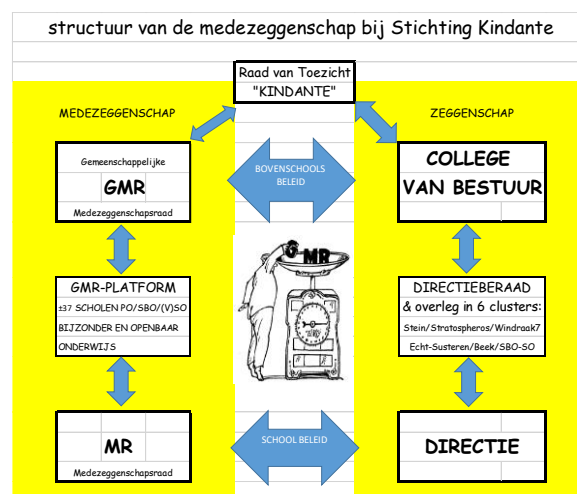 structuur van de medezeggenschap bij Stichting Kindante
Raad van Toezicht
"KINDANTE"
MEDEZEGGENSCHAP
ZEGGENSCHAP
Gemeenschappelijke
GMR
Medezeggenschapsraad
BOVENSCHOOLS
BELEID
COLLEGE
VAN BESTUUR
MR
GMR-PLATFORM
±37 SCHOLEN PO/SBO/(V)SO
BIJZONDER EN OPENBAAR
ONDERWIJS
DIRECTIEBERAAD
& overleg in 6 clusters:
Stein/Stratospheros/Windraak7
Echt-Susteren/Beek/SBO-SO
MR
Medezeggenschapsraad
SCHOOL BELEID
DIRECTIE